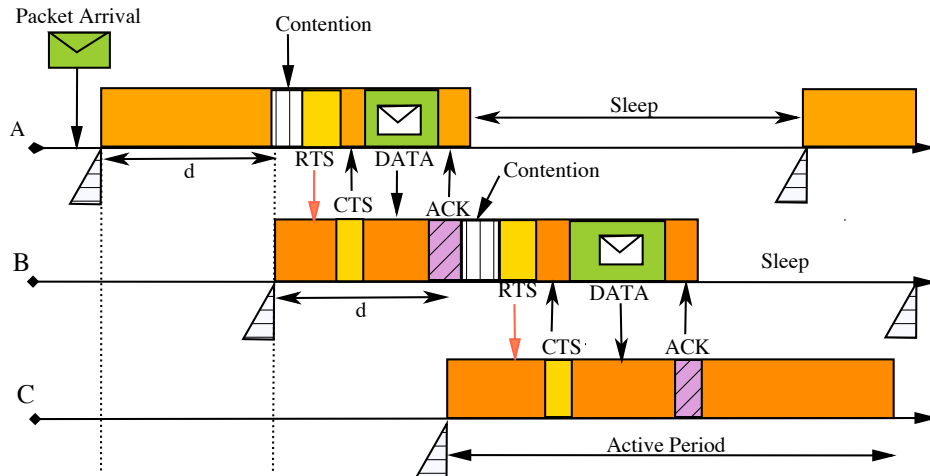 Packet Arrival
Contention
Sleep
A
d
RTS
DATA
Contention
CTS
ACK
B
Sleep
d
RTS
DATA
CTS
ACK
C
Active Period